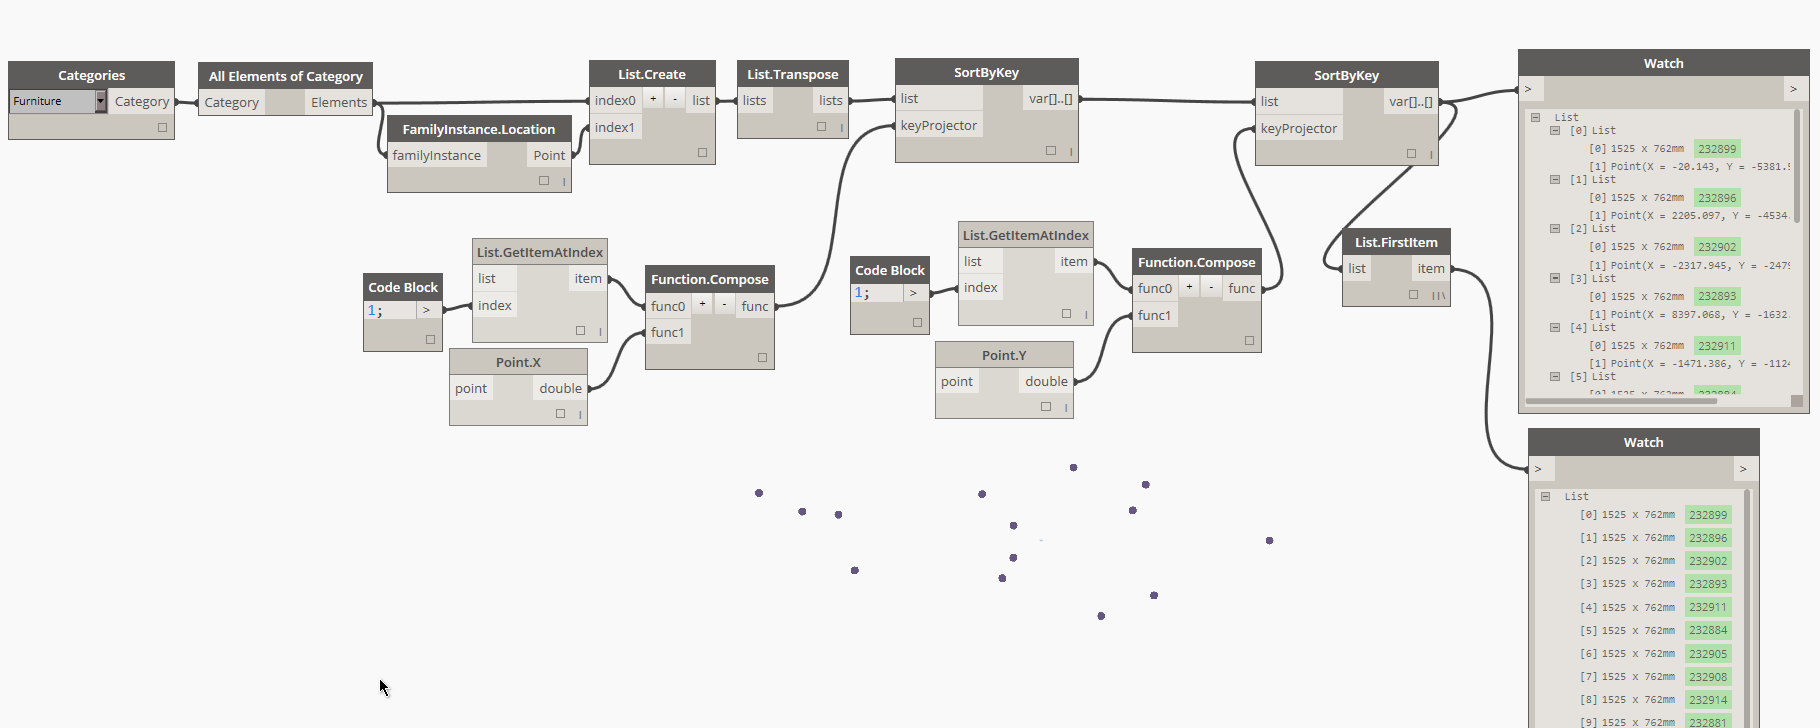 Categories
Furniture
Category
All Elements of Category
Category
Elements
FamilyInstance.Location
familyInstance
Point
List.Create
index0
+
-
list
index1
List.Transpose
lists
lists
SortByKey
list
var[]..[]
keyProjector
SortByKey
list
var[]..[]
keyProjector
Code Block
1;
>
List.GetItemAtIndex
list
item
index
Point.X
point
double
Function.Compose
func0
+
-
func
func1
Code Block
1;
>
List.GetItemAtIndex
list
item
index
Point.Y
point
double
Function.Compose
func0
+
-
func
func1
List.FirstItem
list
item
Watch
>
>
List
[0] List
[0] 1525 x 762mm 232899
[1] Point(X = -20.143, Y = -5381.
[1] List
[0] 1525 x 762mm 232896
[1] Point(X = 2205.097, Y = -4534.
[2] List
[0] 1525 x 762mm 232902
[1] Point(X = -2317.945, Y = -247
[3] List
[0] 1525 x 762mm 232893
[1] Point(X = 8397.068, Y = -1632.
[4] List
[0] 1525 x 762mm 232911
[1] Point(X = -1471.386, Y = -112
[5] List
[0] 1525 x 762mm 232884
Watch
>
>
List
[0] 1525 x 762mm 232899
[1] 1525 x 762mm 232896
[2] 1525 x 762mm 232902
[3] 1525 x 762mm 232893
[4] 1525 x 762mm 232911
[5] 1525 x 762mm 232884
[6] 1525 x 762mm 232905
[7] 1525 x 762mm 232908
[8] 1525 x 762mm 232914
[9] 1525 x 762mm 232881